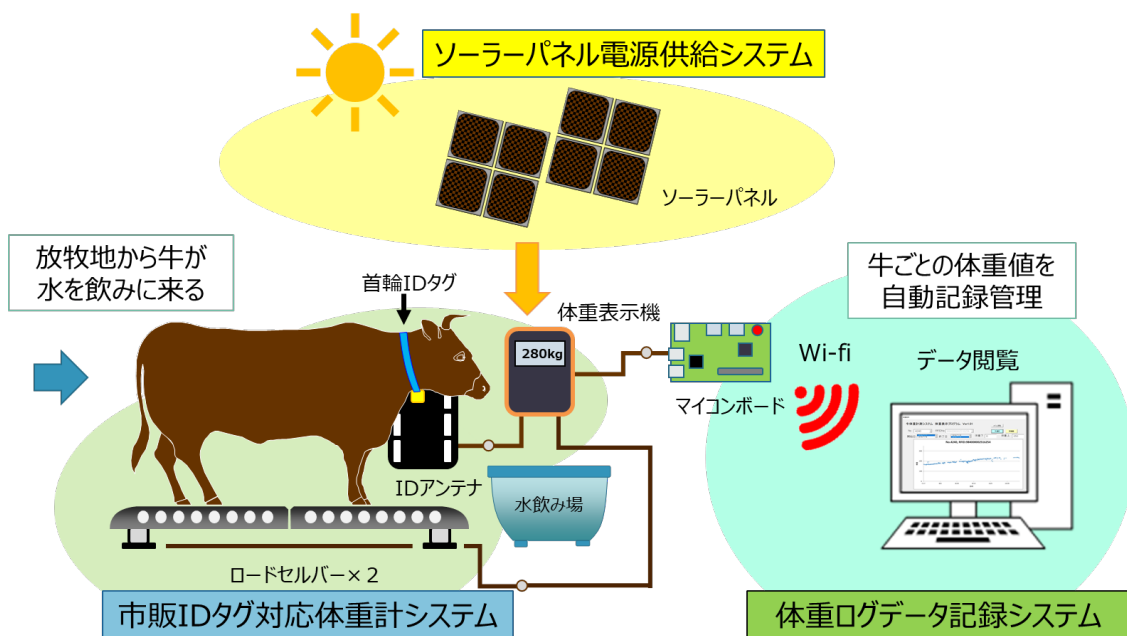 ソーラーパネル電源供給システム
ソーラーパネル
放牧地から牛が
水を飲みに来る
牛ごとの体重値を
自動記録管理
首輪IDタグ
体重表示機
280kg
Wi-fi
データ閲覧
マイコンボード
IDアンテナ
水飲み場
ロードセルバー×２
市販IDタグ対応体重計システム
体重ログデータ記録システム